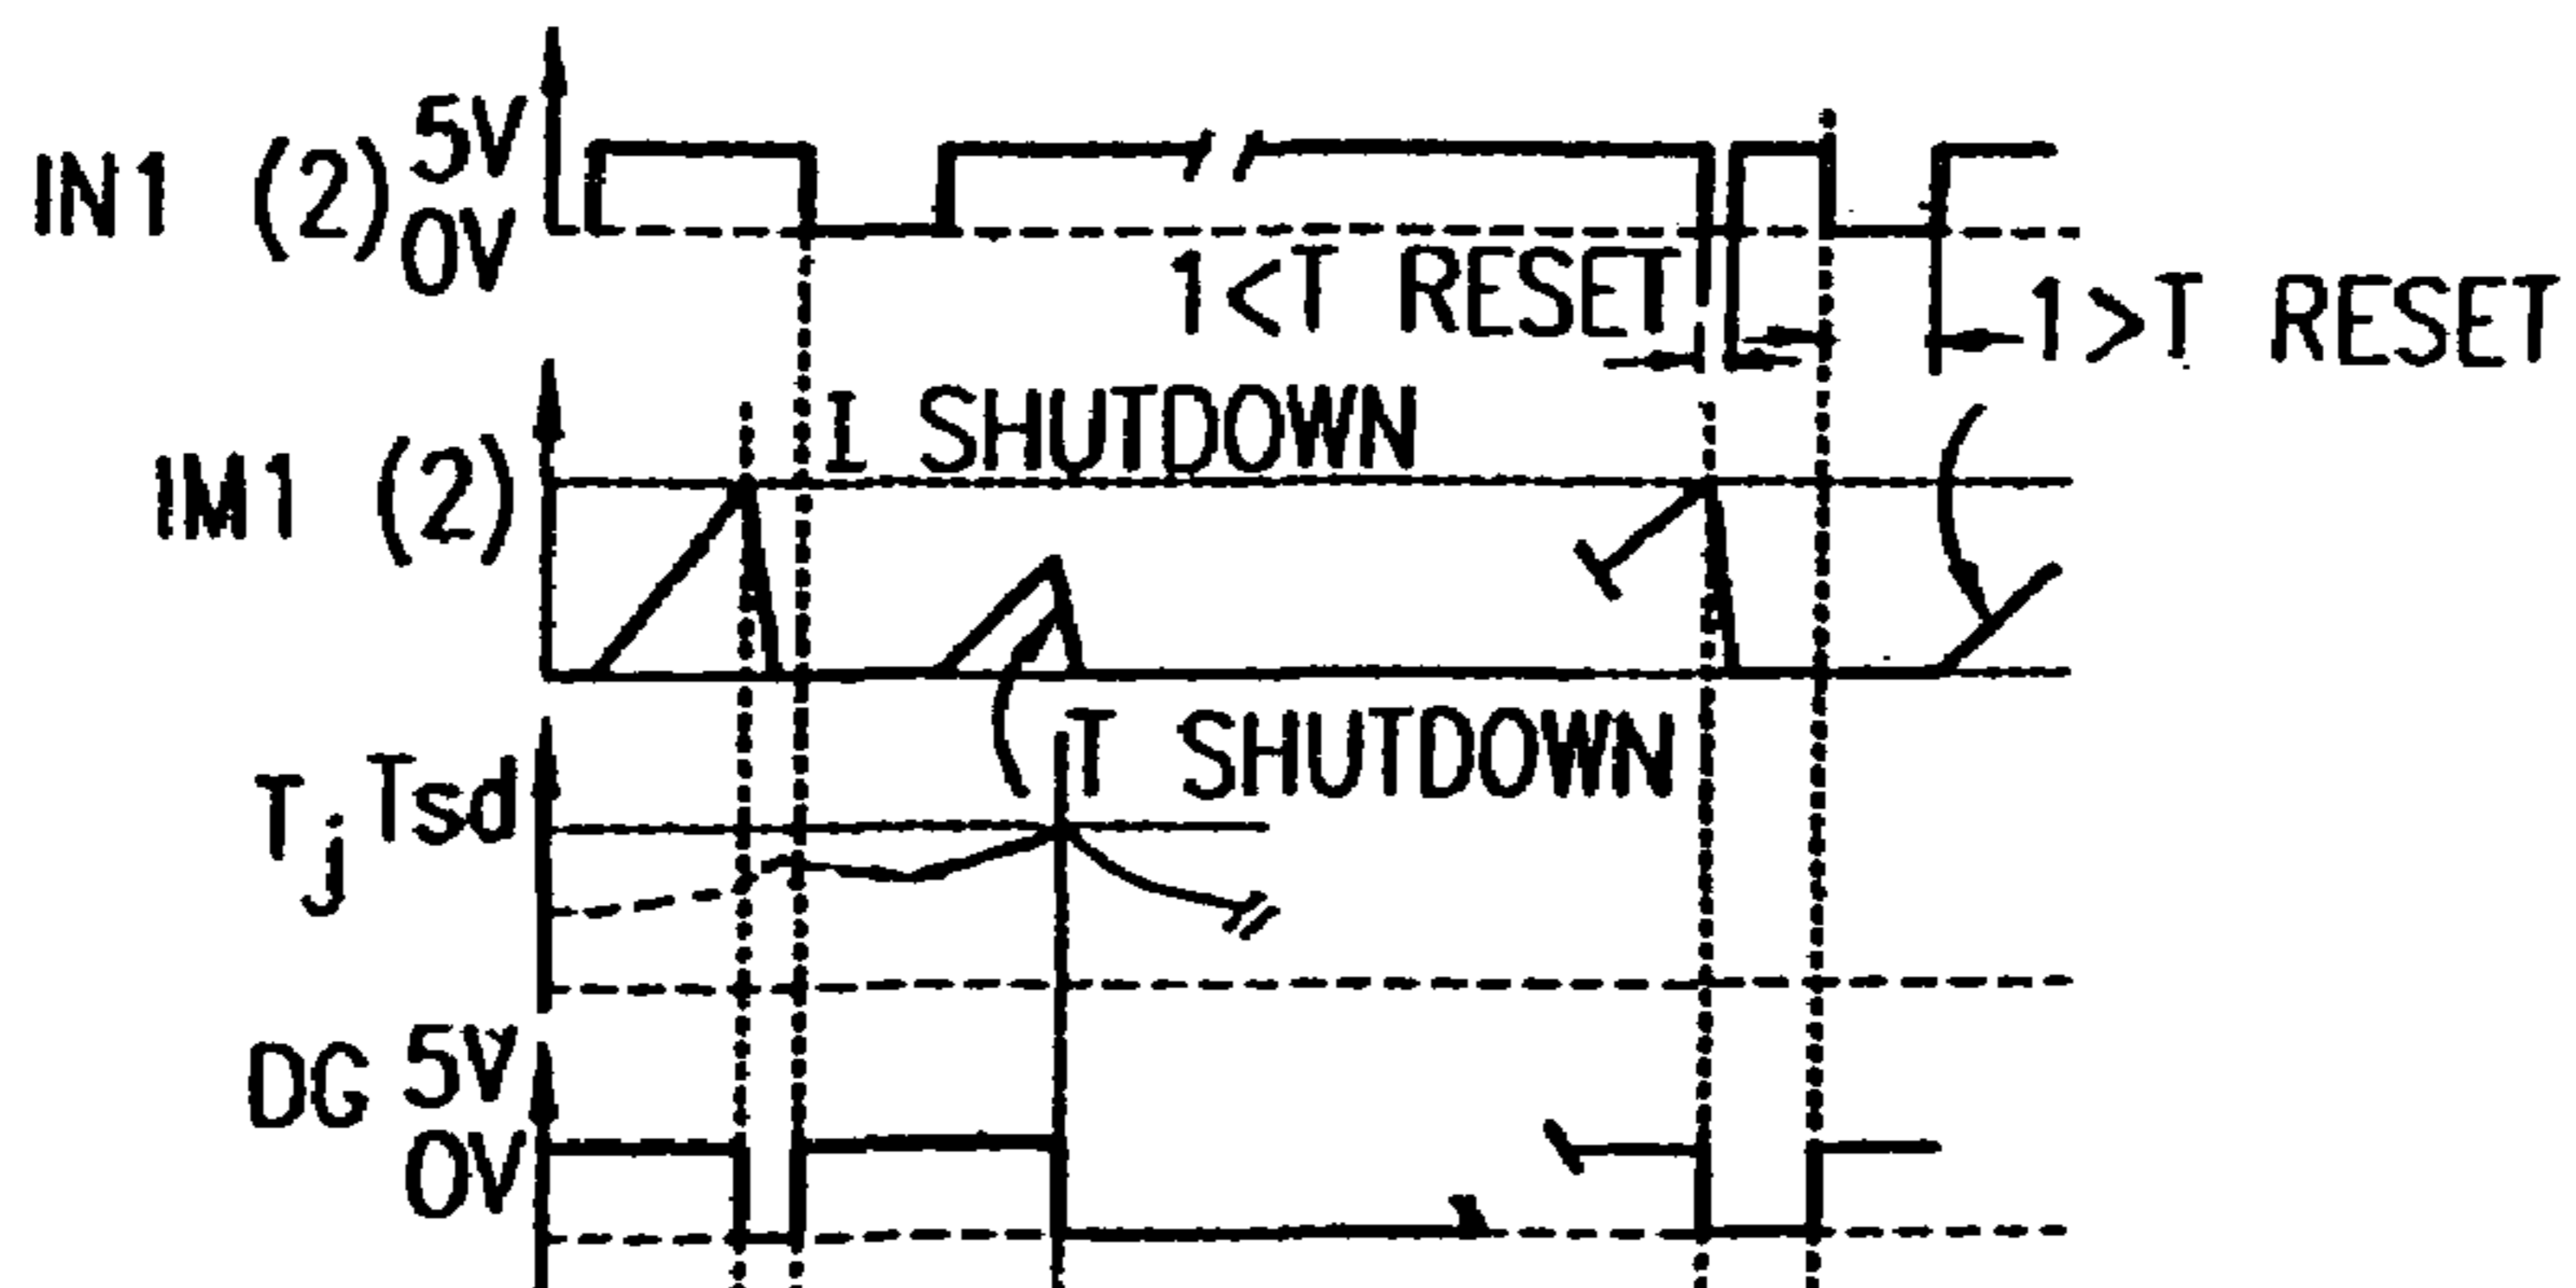 5V
IN1 (2)
0V
1<T RESET
1>T RESET
I SHUTDOWN
IM1 (2)
T SHUTDOWN
Tj Tsd
DG 5V
0V